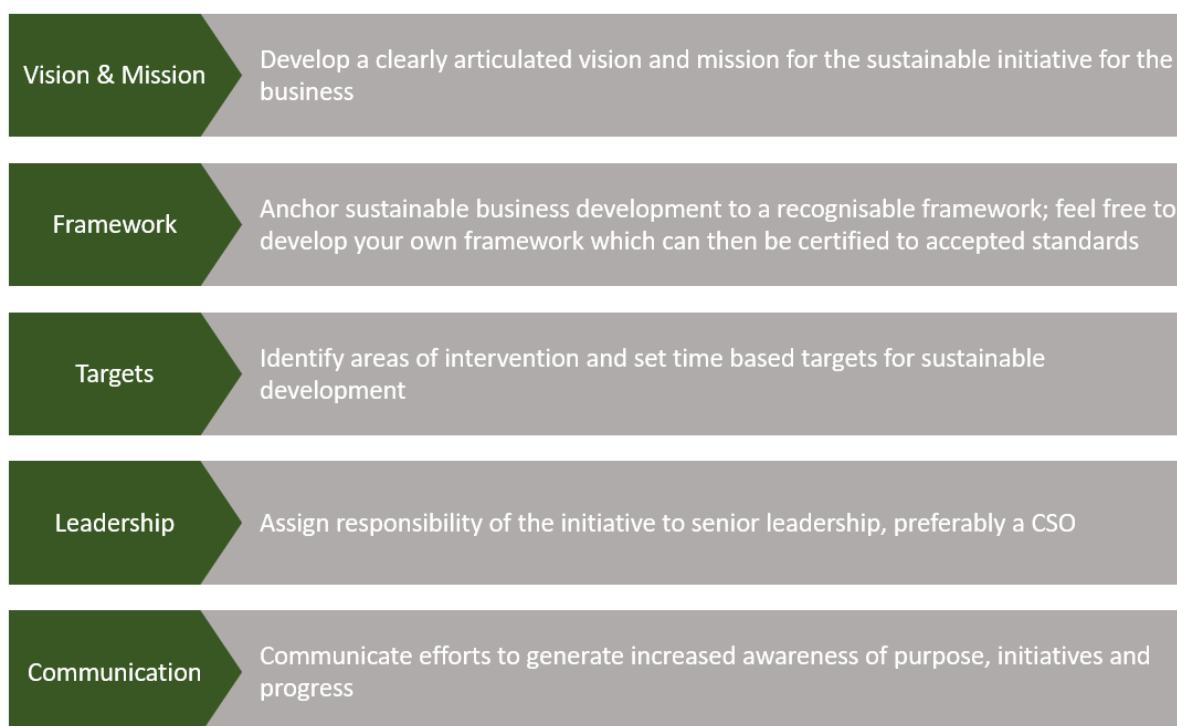 Vision & Mission
Develop a clearly articulated vision and mission for the sustainable initiative for the
business
Framework
Anchor sustainable business development to a recognisable framework; feel free to
develop your own framework which can then be certified to accepted standards
Targets
Identify areas of intervention and set time based targets for sustainable
development
Leadership
Assign responsibility of the initiative to senior leadership, preferably a CSO
Communication
Communicate efforts to generate increased awareness of purpose, initiatives and
progress